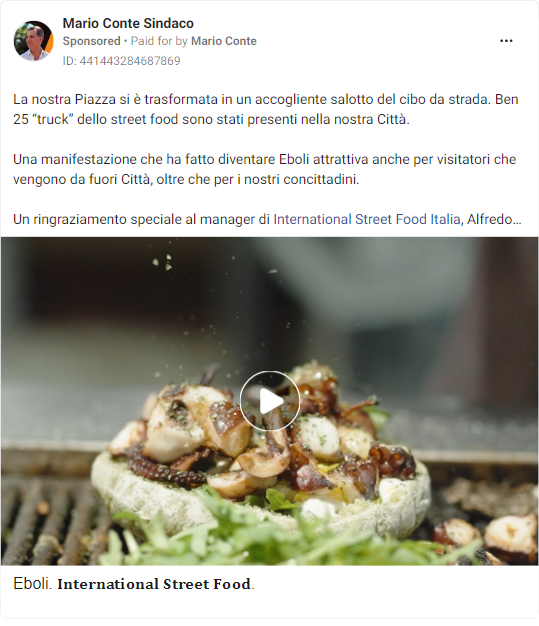 Mario Conte Sindaco
Sponsored • Paid for by Mario Conte
ID: 441443284687869
La nostra Piazza si è trasformata in un accogliente salotto del cibo da strada. Ben
25 “truck” dello street food sono stati presenti nella nostra Città.
Una manifestazione che ha fatto diventare Eboli attrattiva anche per visitatori che
vengono da fuori Città, oltre che per i nostri concittadini.
Un ringraziamento speciale al manager di International Street Food Italia, Alfredo...
Eboli. International Street Food.